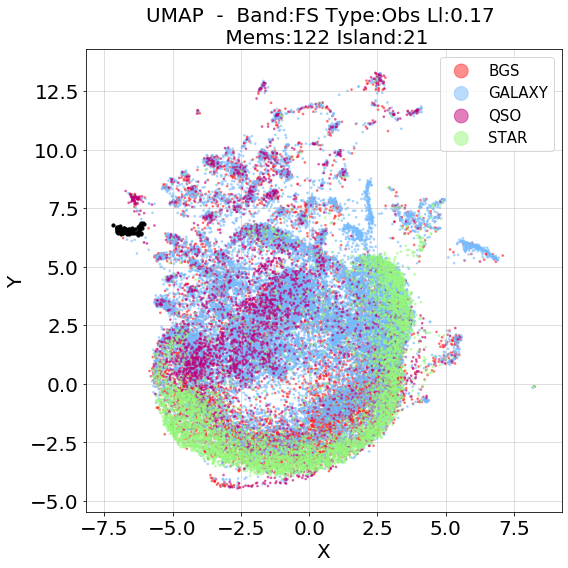 UMAP  -  Band:FS Type:Obs Ll:0.17
Mems:122 Island:21
BGS
GALAXY
QSO
STAR
12.5
10.0
7.5
5.0
2.5
0.0
−2.5
−5.0
Y
−7.5 −5.0 −2.5 0.0 2.5 5.0 7.5
X